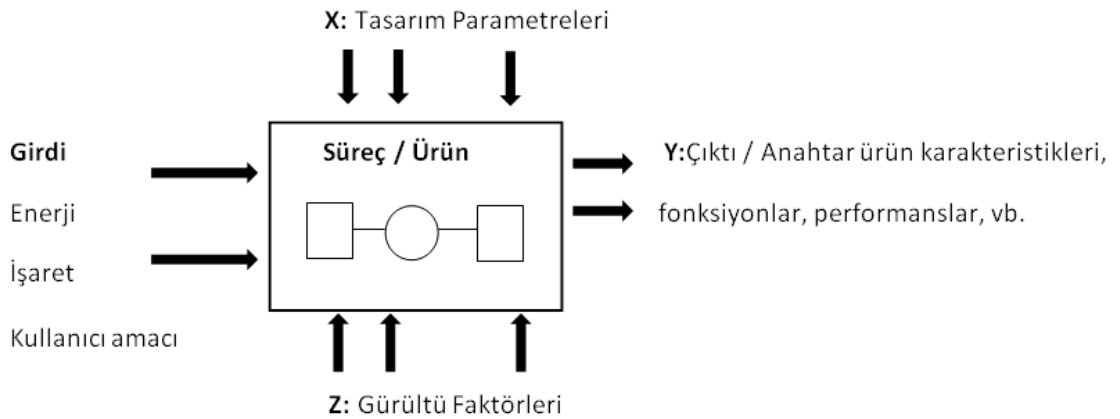 X: Tasarım Parametreleri
Girdi
Süreç / Ürün
Y:Çıktı / Anahtar ürün karakteristikleri,
Enerji
fonksiyonlar, performanslar, vb.
İşaret
Kullanıcı amacı
Z: Gürültü Faktörleri